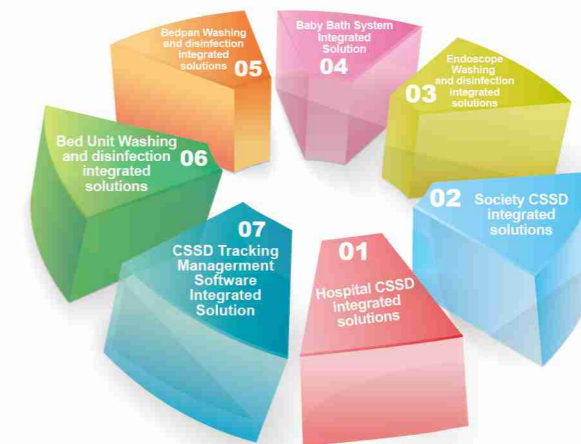 01
Hospital CSSD
integrated
solutions
02
Society CSSD
integrated
solutions
03
Endoscope
Washing
and disinfection
integrated
solutions
04
Baby Bath System
Integrated
Solution
05
Bedpan Washing
and disinfection
integrated
solutions
06
Bed Unit Washing
and disinfection
integrated
solutions
07
CSSD Tracking
Managerment
Software
Integrated
Solution